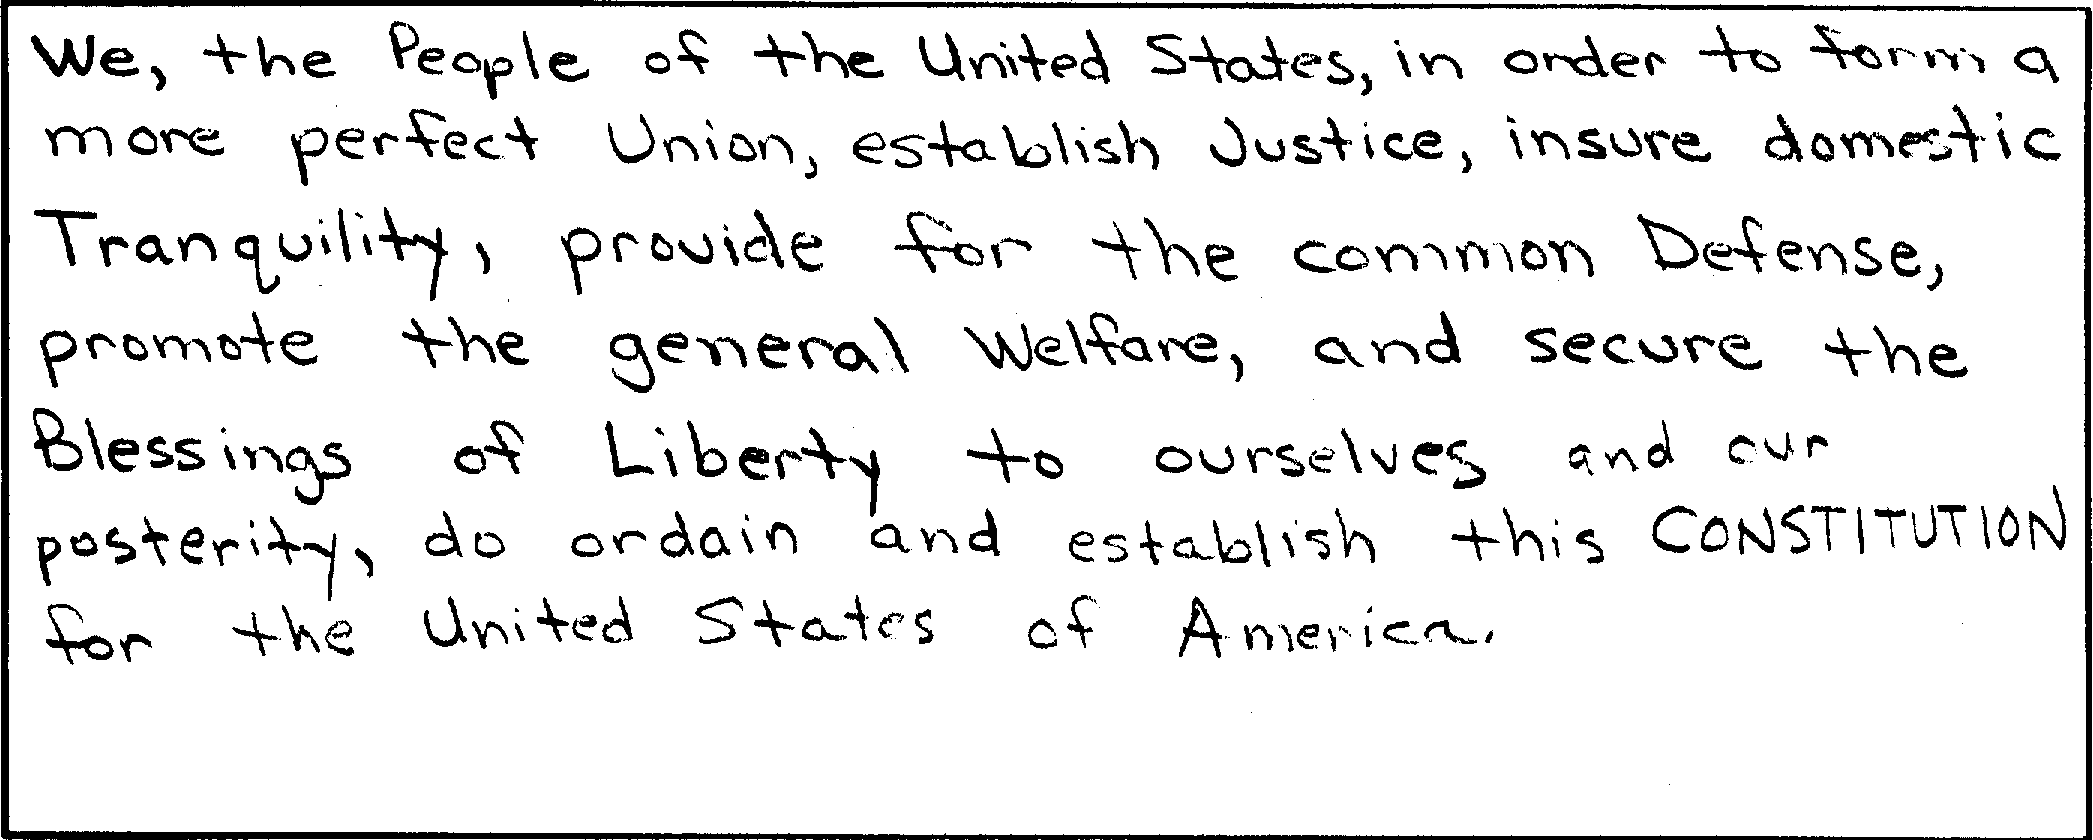 We, the People of the United States, in order to form a
more perfect Union, establish Justice, insure domestic
Tranquility, provide for the common Defense,
promote the general Welfare, and secure the
Blessings of Liberty to ourselves and our
posterity, do ordain and establish this CONSTITUTION
for the United States of America.